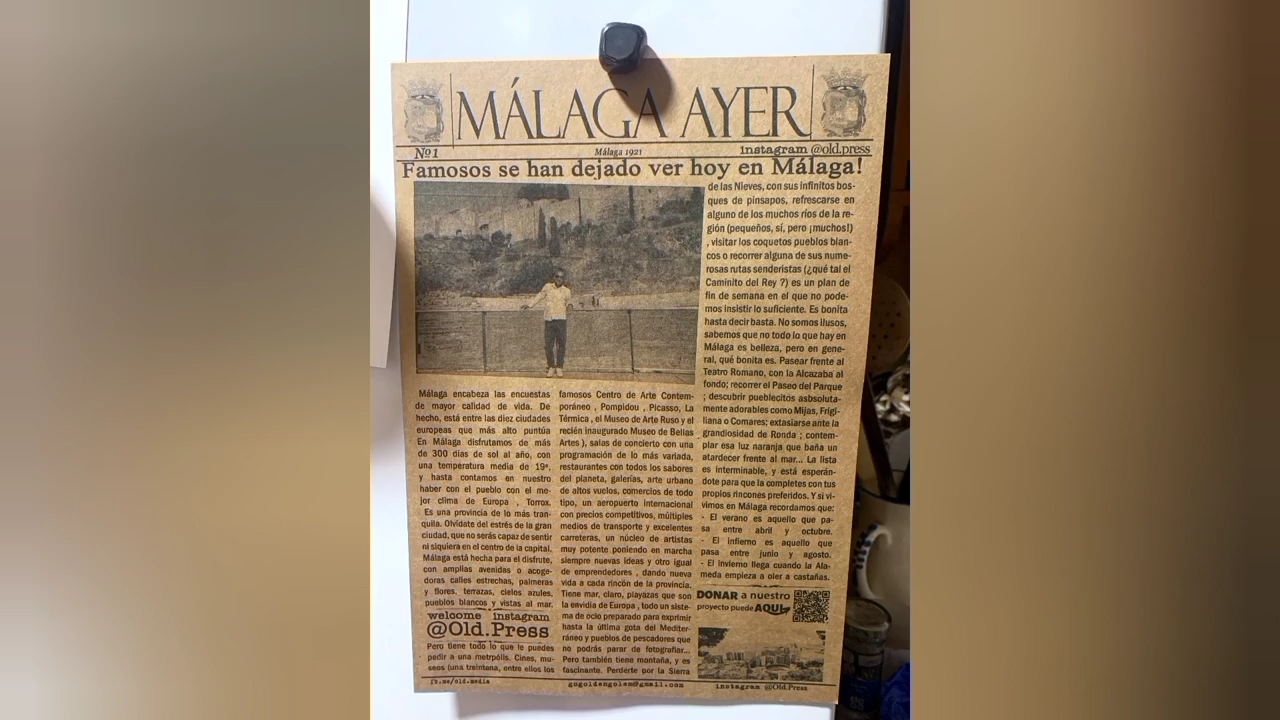 MÁLAGA AYER
Nº1
Málaga 1921
instagram @old.press
Famosos se han dejado ver hoy en Málaga!
Málaga encabeza las encuestas
de mayor calidad de vida. De
hecho, está entre las diez ciudades
europeas que más alto puntúa
En Málaga disfrutamos de más
de 300 días de sol al año, con
una temperatura media de 19º,
y hasta contamos en nuestro
haber con el pueblo con el me-
jor clima de Europa , Torrox.
Es una provincia de lo más tran-
quila. Olvídate del estrés de la gran
ciudad, que no serás capaz de sentir
ni siquiera en el centro de la capital.
Málaga está hecha para el disfrute,
con amplias avenidas o acoge-
doras calles estrechas, palmeras
y flores, terrazas, cielos azules,
pueblos blancos y vistas al mar.
welcome instagram
@Old.Press
Pero tiene todo lo que le puedes
pedir a una metrpólis. Cines, mu-
seos (una treintena, entre ellos los
famosos Centro de Arte Contem-
poráneo , Pompidou , Picasso, La
Térmica , el Museo de Arte Ruso y el
recién inaugurado Museo de Bellas
Artes ), salas de concierto con una
programación de lo más variada,
restaurantes con todos los sabores
del planeta, galerías, arte urbano
de altos vuelos, comercios de todo
tipo, un aeropuerto internacional
con precios competitivos, múltiples
medios de transporte y excelentes
carreteras, un núcleo de artistas
muy potente poniendo en marcha
siempre nuevas ideas y otro igual
de emprendedores , dando nueva
vida a cada rincón de la provincia.
Tiene mar, claro, playazas que son
la envidia de Europa , todo un siste-
ma de ocio preparado para exprimir
hasta la última gota del Mediter-
ráneo y pueblos de pescadores que
no podrás parar de fotografiar...
Pero también tiene montaña, y es
fascinante. Perderte por la Sierra
de las Nieves, con sus infinitos bos-
ques de pinsapos, refrescarse en
alguno de los muchos ríos de la re-
gión (pequeños, sí, pero ¡muchos!)
, visitar los coquetos pueblos blan-
cos o recorrer alguna de sus nume-
rosas rutas senderistas (¿qué tal el
Caminito del Rey ?) es un plan de
fin de semana en el que no pode-
mos insistir lo suficiente. Es bonita
hasta decir basta. No somos ilusos,
sabemos que no todo lo que hay en
Málaga es belleza, pero en gene-
ral, qué bonita es. Pasear frente al
Teatro Romano, con la Alcazaba al
fondo; recorrer el Paseo del Parque
; descubrir pueblecitos asbsoluta-
mente adorables como Mijas, Frigi-
liana o Comares; extasiarse ante la
grandiosidad de Ronda ; contem-
plar esa luz naranja que baña un
atardecer frente al mar... La lista
es interminable, y está esperán-
dote para que la completes con tus
propios rincones preferidos. Y si vi-
vimos en Málaga recordamos que:
- El verano es aquello que pa-
sa entre abril y octubre.
- El infierno es aquello que
pasa entre junio y agosto.
- El invierno llega cuando la Ala-
meda empieza a oler a castañas.
DONAR a nuestro
proyecto puede AQUI
fb.me/old.media
gogoldengolem@gmail.com
instagram @Old.Press